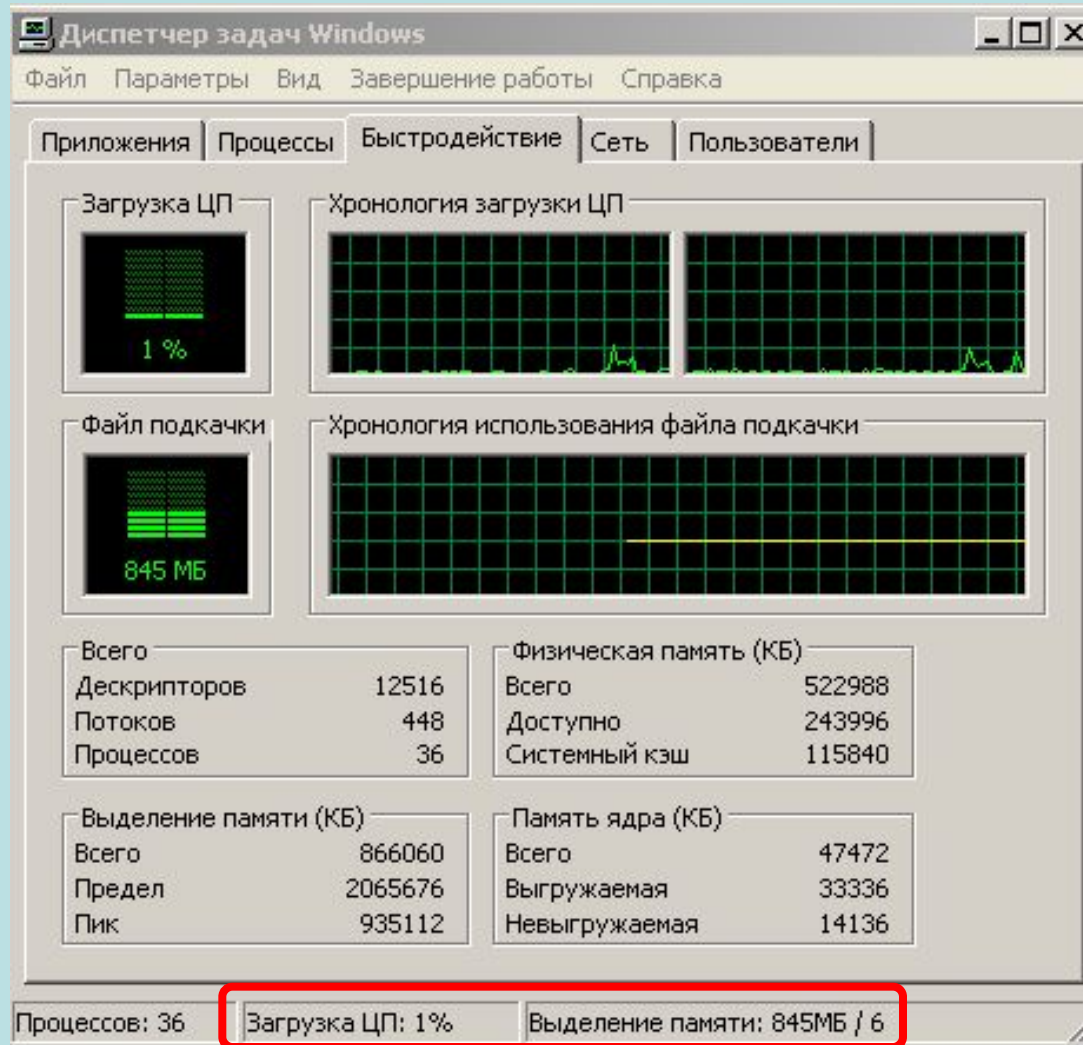 Диспетчер задач Windows
Файл Параметры Вид Завершение работы Справка
Приложения Процессы Быстродействие Сеть Пользователи
Загрузка ЦП
1 %
Хронология загрузки ЦП
Файл подкачки
845 МБ
Хронология использования файла подкачки
Всего
Дескрипторов 12516
Потоков 448
Процессов 36
Физическая память (КБ)
Всего 522988
Доступно 243996
Системный кэш 115840
Выделение памяти (КБ)
Всего 866060
Предел 2065676
Пик 935112
Память ядра (КБ)
Всего 47472
Выгружаемая 33336
Невыгружаемая 14136
Процессов: 36 Загрузка ЦП: 1% Выделение памяти: 845МБ / 6